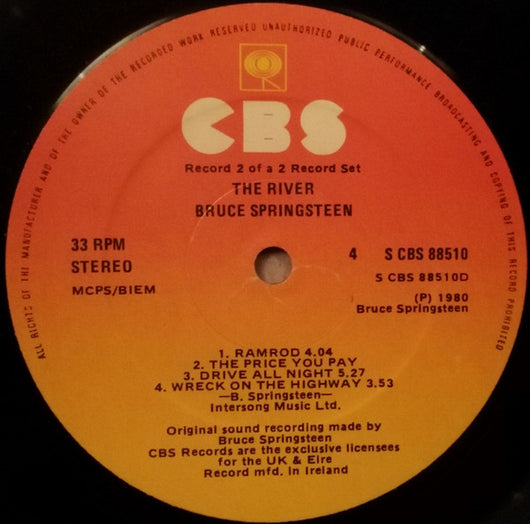 ALL RIGHTS OF THE MANUFACTURER AND OF THE OWNER OF THE RECORDED WORK RESERVED UNAUTHORIZED PUBLIC PERFORMANCE BROADCASTING AND COPYING OF THIS RECORD PROHIBITED
CBS
Record 2 of a 2 Record Set
THE RIVER
BRUCE SPRINGSTEEN
33 RPM
STEREO
MCPS/BIEM
4 S CBS 88510
S CBS 88510D
(P) 1980
Bruce Springsteen
1. RAMROD 4.04
2. THE PRICE YOU PAY
3. DRIVE ALL NIGHT 5.27
4. WRECK ON THE HIGHWAY 3.53
—B. Springsteen—
Intersong Music Ltd.
Original sound recording made by
Bruce Springsteen
CBS Records are the exclusive licensees
for the UK & Eire
Record mfd. in Ireland